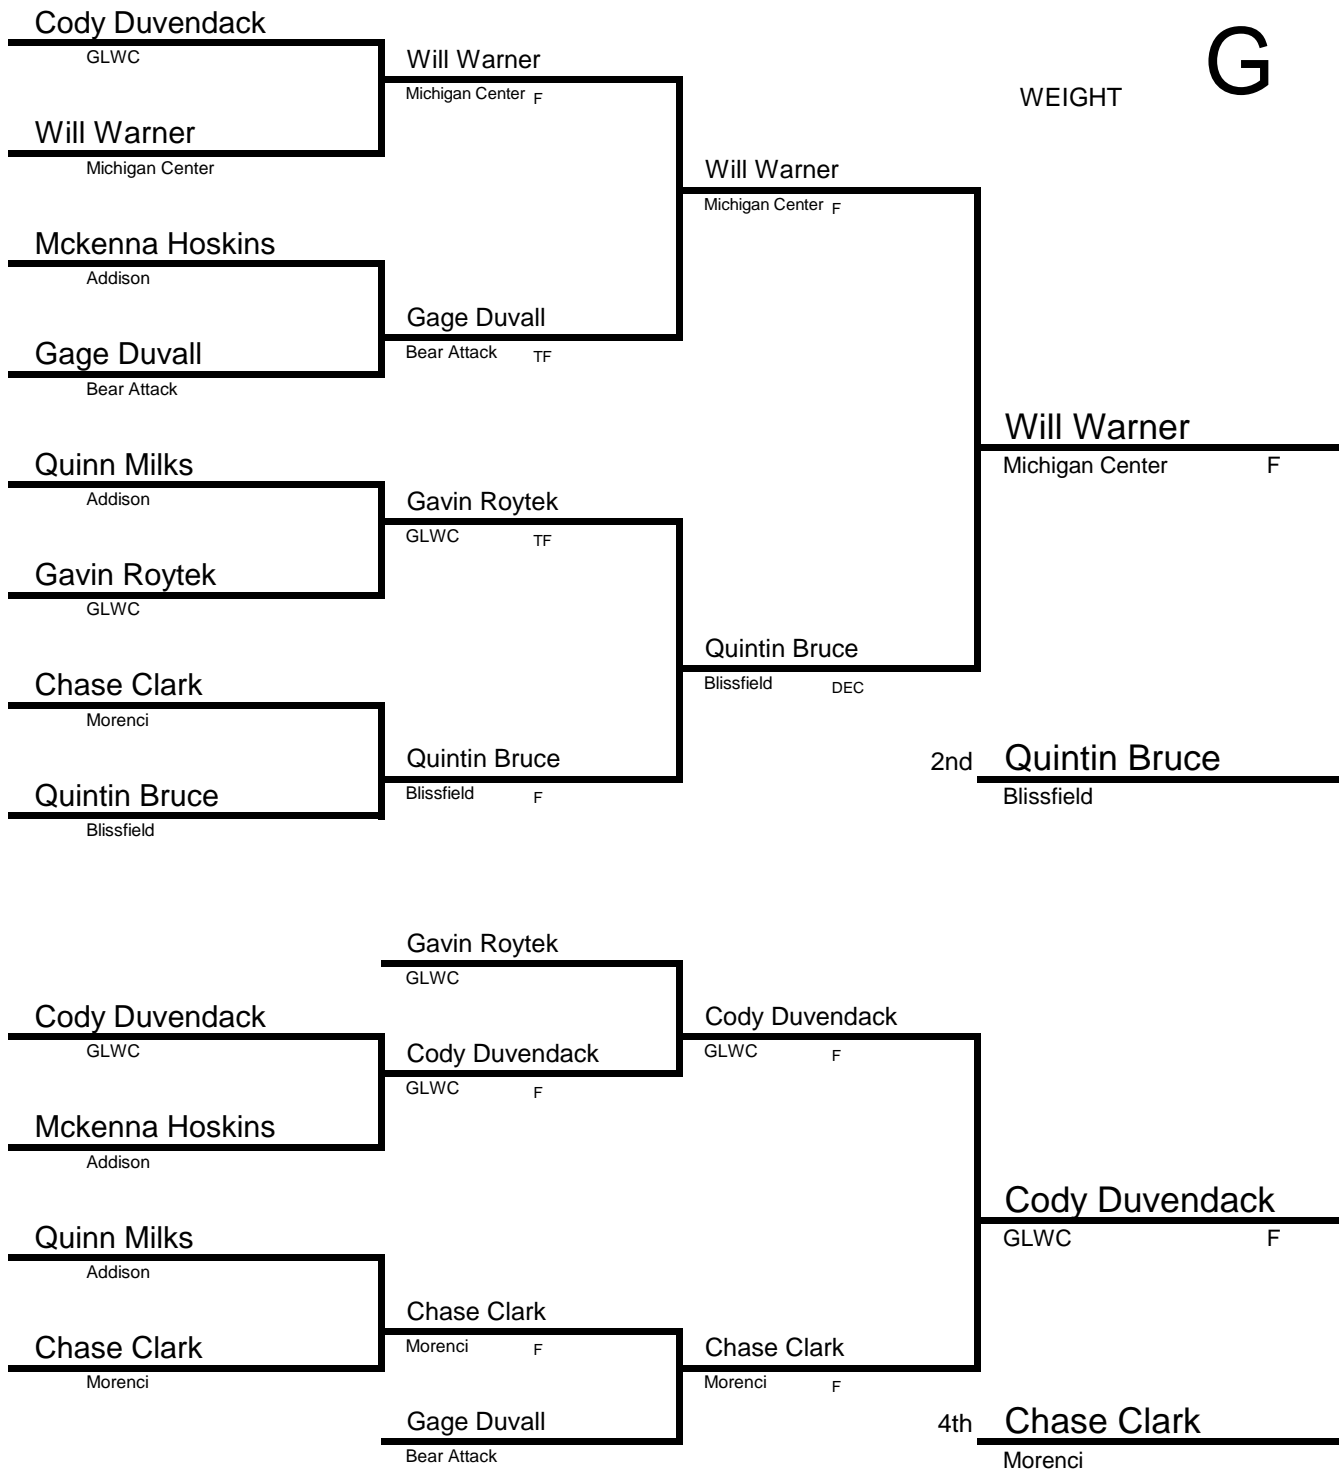 G
WEIGHT
Cody Duvendack
GLWC
Will Warner
Michigan Center F
Will Warner
Michigan Center
Will Warner
Michigan Center F
Mckenna Hoskins
Addison
Gage Duvall
Bear Attack TF
Gage Duvall
Bear Attack
Will Warner
Michigan Center F
Quinn Milks
Addison
Gavin Roytek
GLWC TF
Gavin Roytek
GLWC
Quintin Bruce
Blissfield DEC
Chase Clark
Morenci
Quintin Bruce
Blissfield F
2nd Quintin Bruce
Blissfield
Quintin Bruce
Blissfield
Gavin Roytek
GLWC
Cody Duvendack
GLWC
Cody Duvendack
GLWC F
Cody Duvendack
GLWC F
Mckenna Hoskins
Addison
Cody Duvendack
GLWC F
Quinn Milks
Addison
Chase Clark
Morenci F
Chase Clark
Morenci
Chase Clark
Morenci F
Gage Duvall
Bear Attack
4th Chase Clark
Morenci